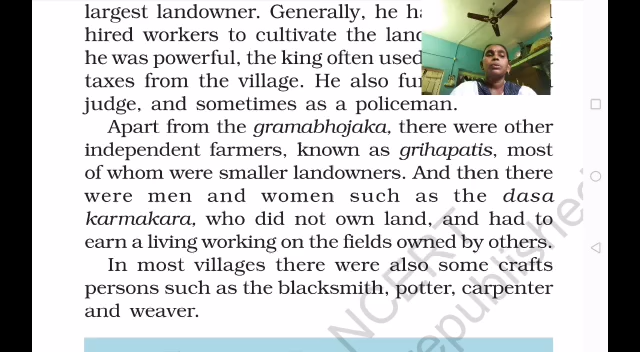 largest landowner. Generally, he
hired workers to cultivate the
he was powerful, the king often used
taxes from the village. He also
judge, and sometimes as a policeman.
Apart from the gramabhojaka, there were other
independent farmers, known as grihapatis, most
of whom were smaller landowners. And then there
were men and women such as the dasa
karmakara, who did not own land, and had to
earn a living working on the fields owned by others.
In most villages there were also some crafts
persons such as the blacksmith, potter, carpenter
and weaver.
NCERT
republished